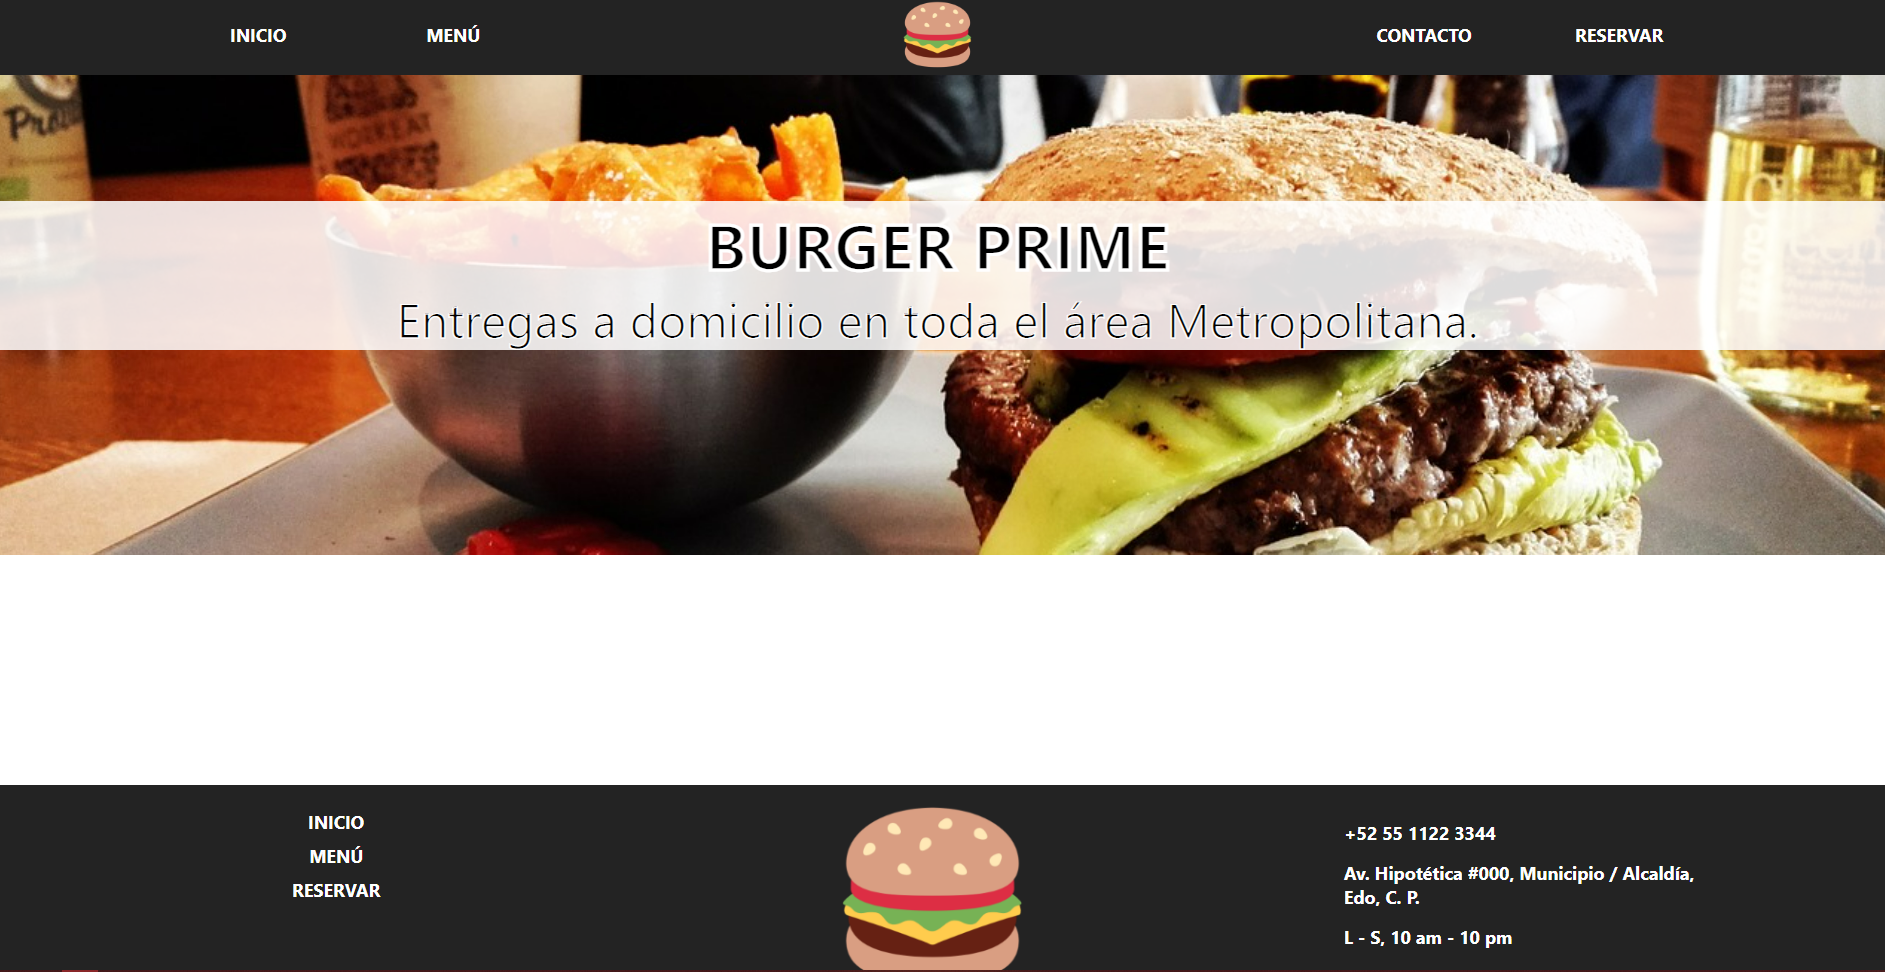 INICIO MENÚ CONTACTO RESERVAR
WORKEAT
BURGER PRIME
Entregas a domicilio en toda el área Metropolitana.
INICIO
MENÚ
RESERVAR
+52 55 1122 3344
Av. Hipotética #000, Municipio / Alcaldía,
Edo, C. P.
L - S, 10 am - 10 pm